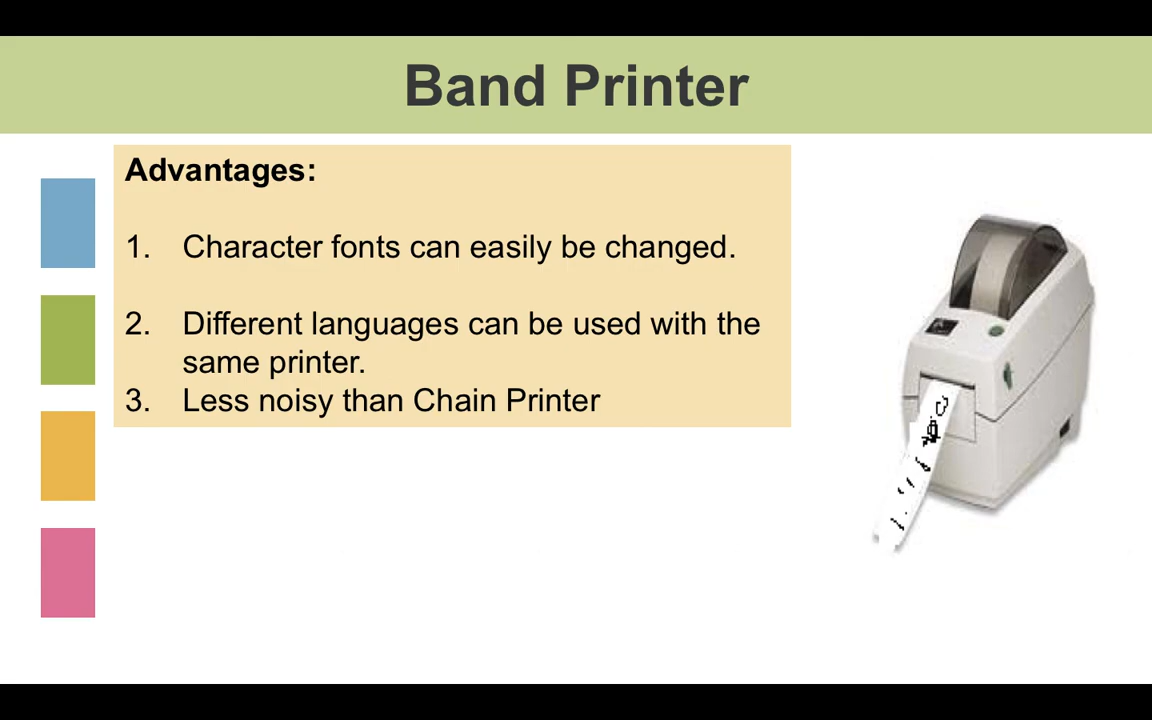 Band Printer
Advantages:
1. Character fonts can easily be changed.
2. Different languages can be used with the
same printer.
3. Less noisy than Chain Printer